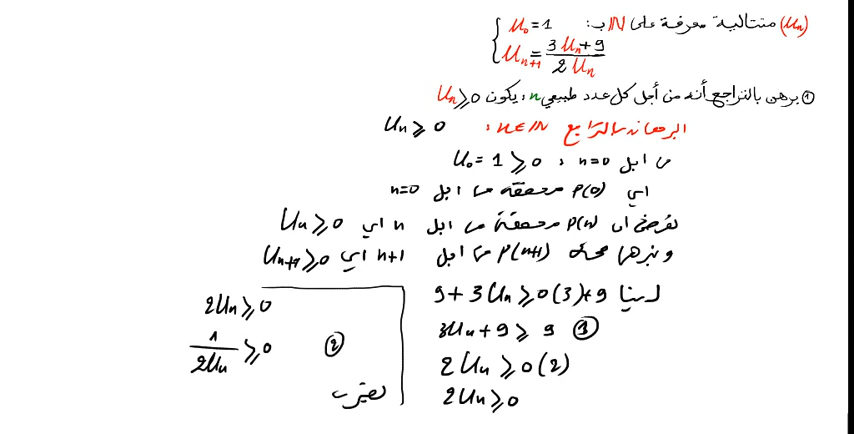 (Uₙ) متتالية معرفة على ℕ ب: { U₀ = 1
Uₙ₊₁ = (3Uₙ + 9) / (2Uₙ)
① برهن بالتراجع أنه من أجل كل عدد طبيعي n، يكون Uₙ ⩾ 0
البرهان بالتراجع n ∈ ℕ: Uₙ ⩾ 0
من اجل n=0 ، U₀ = 1 ⩾ 0
اي P(0) محققة من اجل n=0
نفرض ان P(n) محققة من اجل n اي Uₙ ⩾ 0
و نبرهن صحة P(n+1) من اجل n+1 اي Uₙ₊₁ ⩾ 0
لدينا 9 + 3Uₙ ⩾ 0(3) + 9
3Uₙ + 9 ⩾ 9 ①
2Uₙ ⩾ 0(2)
2Uₙ ⩾ 0
2Uₙ ⩾ 0
1/(2Uₙ) ⩾ 0 ②